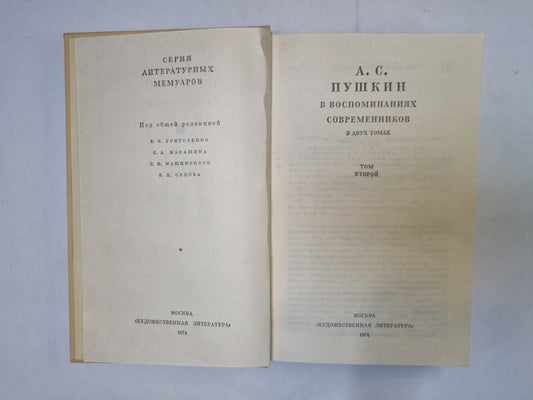 СЕРИЯ
ЛИТЕРАТУРНЫХ
МЕМУАРОВ
Под общей редакцией
В. В. ГРИГОРЕНКО
С. А. МАКАШИНА
С. И. МАШИНСКОГО
В. Н. ОРЛОВА
*
МОСКВА
«ХУДОЖЕСТВЕННАЯ ЛИТЕРАТУРА»
1974
А. С.
ПУШКИН
В ВОСПОМИНАНИЯХ
СОВРЕМЕННИКОВ
В ДВУХ ТОМАХ
ТОМ
ВТОРОЙ
МОСКВА
«ХУДОЖЕСТВЕННАЯ ЛИТЕРАТУРА»
1974